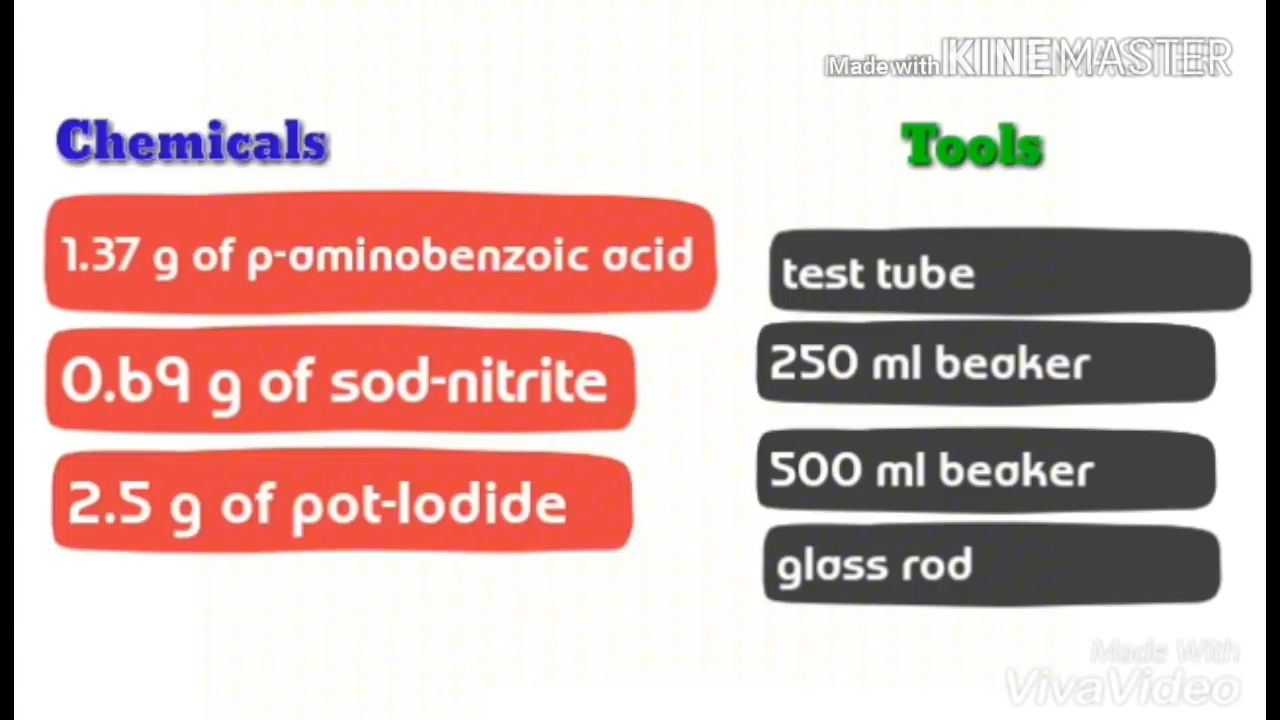 Made with KINEMASTER
Chemicals
1.37 g of p-aminobenzoic acid
0.69 g of sod-nitrite
2.5 g of pot-Iodide
Tools
test tube
250 ml beaker
500 ml beaker
glass rod
Made With
VivaVideo